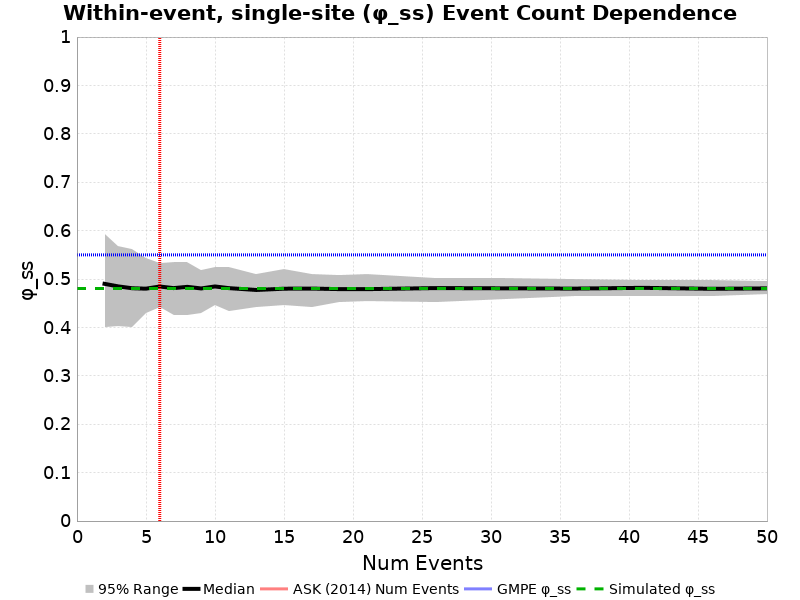 Within-event, single-site (φ_ss) Event Count Dependence
1
0.9
0.8
0.7
0.6
0.5
0.4
0.3
0.2
0.1
0
φ_ss
0 5 10 15 20 25 30 35 40 45 50
Num Events
95% Range Median ASK (2014) Num Events GMPE φ_ss Simulated φ_ss